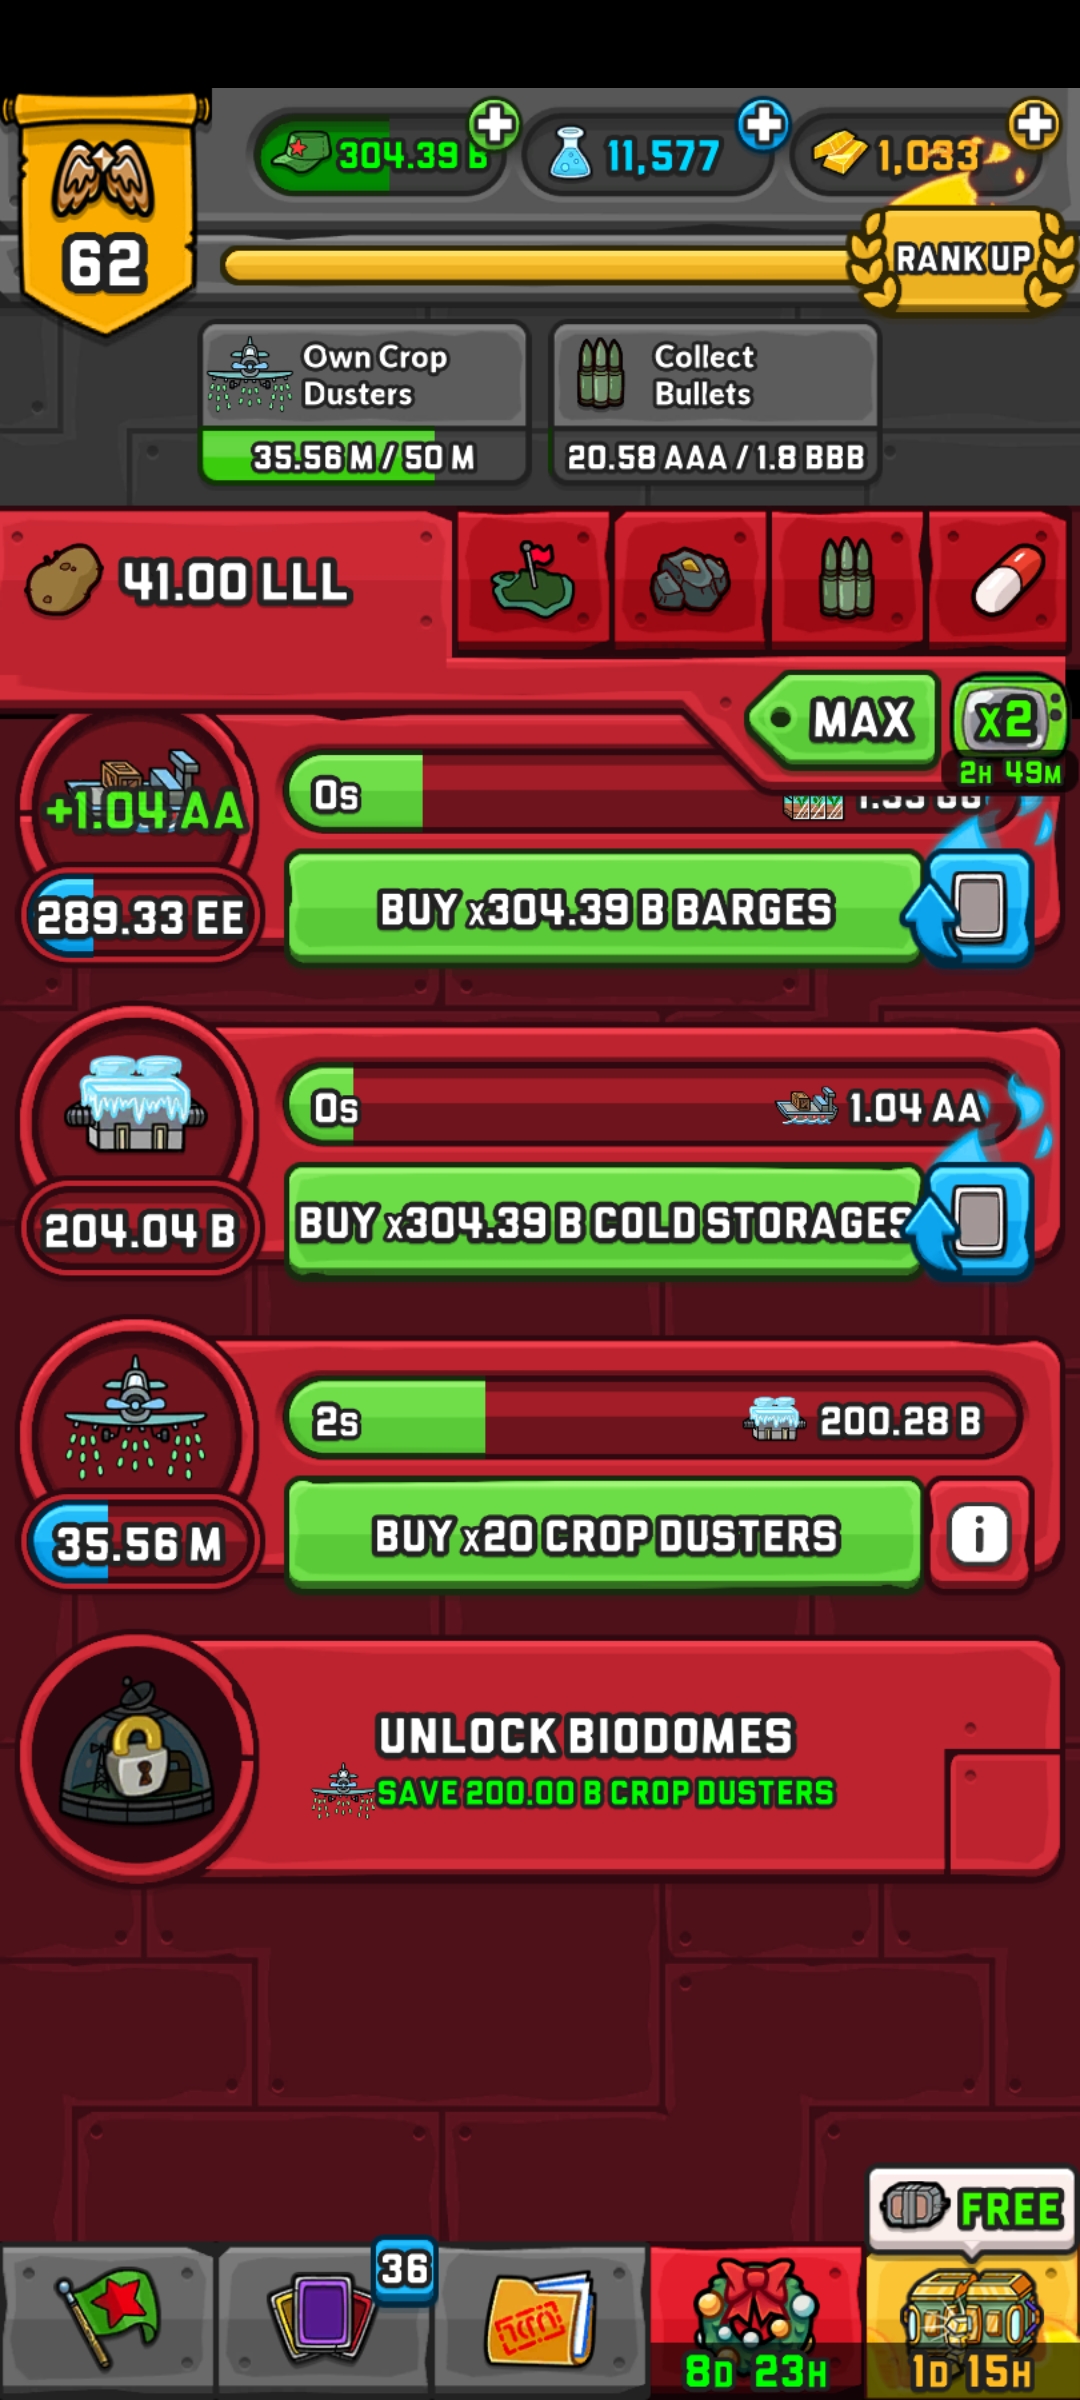 304.39 B
11,577
1,033
62
RANK UP
Own Crop
Dusters
35.56 M / 50 M
Collect
Bullets
20.58 AAA / 1.8 BBB
41.00 LLL
MAX
x2
2H 49M
+1.04 AA
0s
289.33 EE
BUY x304.39 B BARGES
0s
1.04 AA
204.04 B
BUY x304.39 B COLD STORAGES
2s
200.28 B
35.56 M
BUY x20 CROP DUSTERS
i
UNLOCK BIODOMES
SAVE 200.00 B CROP DUSTERS
FREE
36
8D 23H
1D 15H